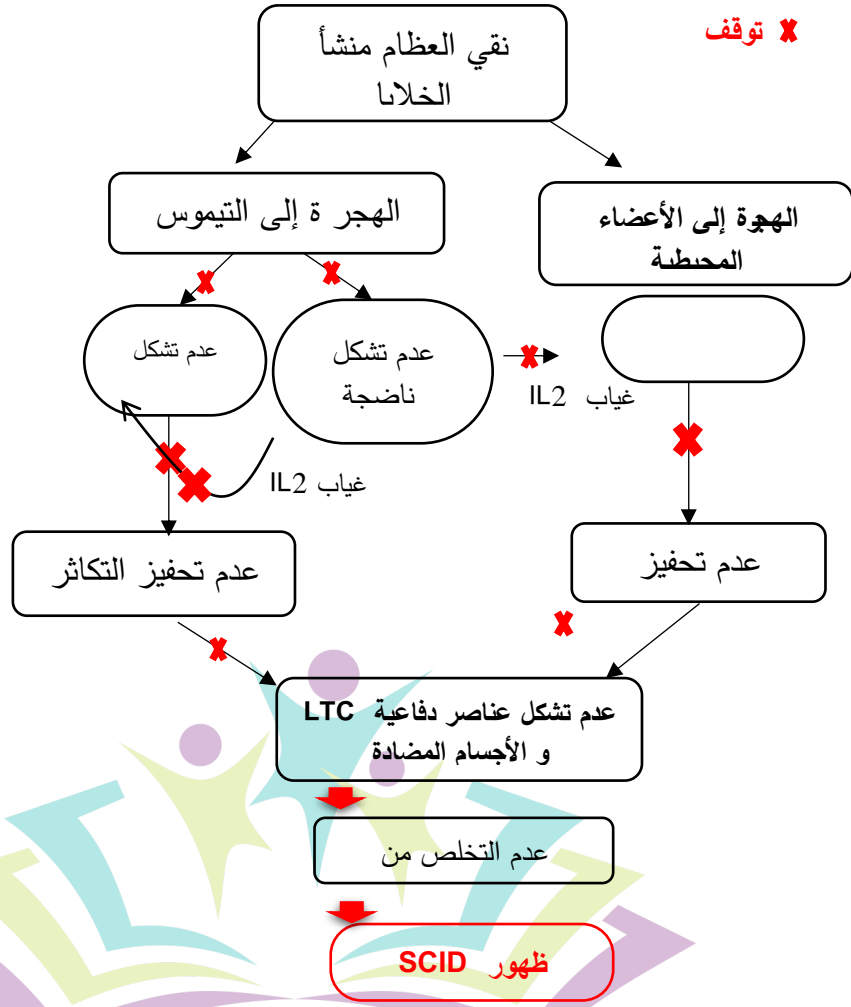 توقف
نقي العظام منشأ
الخلايا
الهجر ة إلى التيموس
الهجرة إلى الأعضاء
المحيطية
عدم تشكل
عدم تشكل
ناضجة
غياب IL2
غياب IL2
عدم تحفيز التكاثر
عدم تحفيز
عدم تشكل عناصر دفاعية LTC
و الأجسام المضادة
عدم التخلص من
ظهور SCID